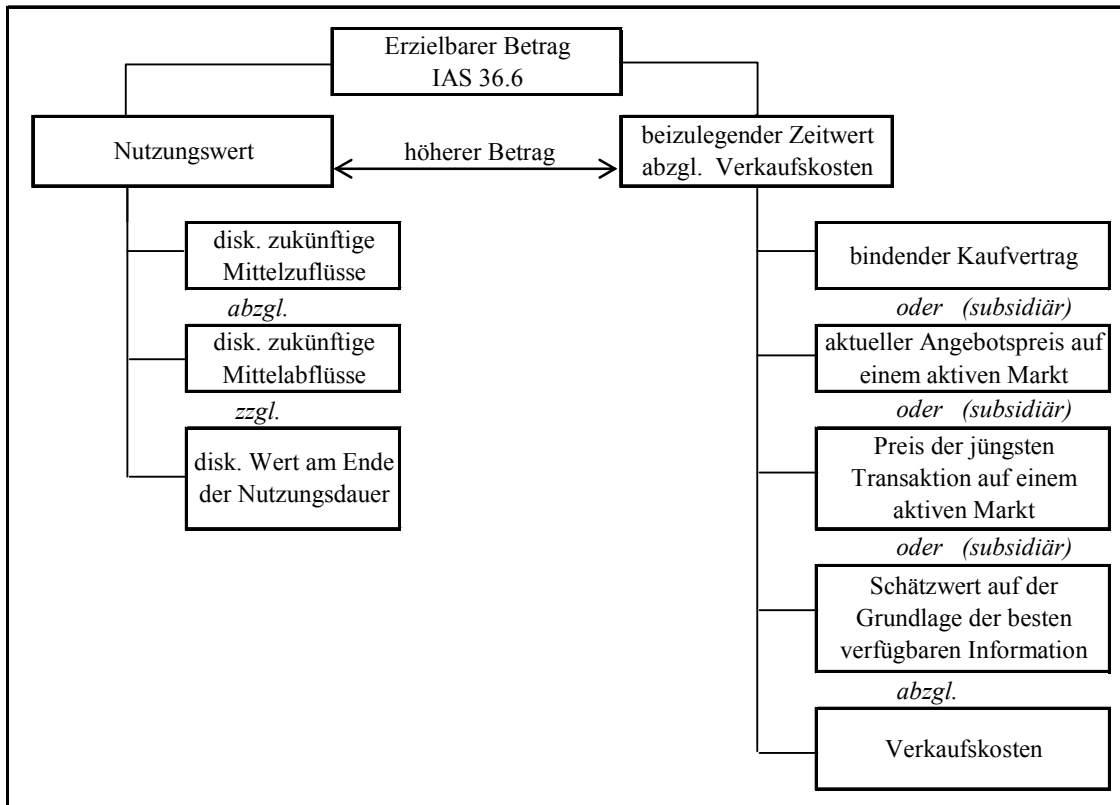 Erzielbarer Betrag
IAS 36.6
Nutzungswert
höherer Betrag
beizulegender Zeitwert
abzgl. Verkaufskosten
disk. zukünftige
Mittelzuflüsse
abzgl.
disk. zukünftige
Mittelabflüsse
zzgl.
disk. Wert am Ende
der Nutzungsdauer
bindender Kaufvertrag
oder (subsidiär)
aktueller Angebotspreis auf
einem aktiven Markt
oder (subsidiär)
Preis der jüngsten
Transaktion auf einem
aktiven Markt
oder (subsidiär)
Schätzwert auf der
Grundlage der besten
verfügbaren Information
abzgl.
Verkaufskosten